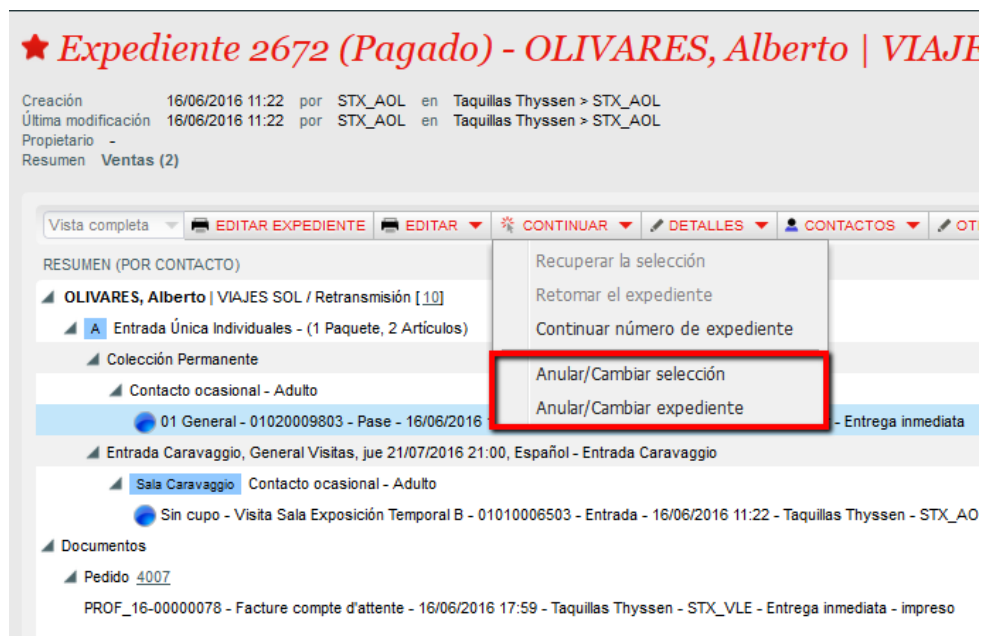 Expediente 2672 (Pagado) - OLIVARES, Alberto | VIAJE
Creación 16/06/2016 11:22 por STX_AOL en Taquillas Thyssen > STX_AOL
Última modificación 16/06/2016 11:22 por STX_AOL en Taquillas Thyssen > STX_AOL
Propietario -
Resumen Ventas (2)
Vista completa EDITAR EXPEDIENTE EDITAR CONTINUAR DETALLES CONTACTOS OT
RESUMEN (POR CONTACTO)
Recuperar la selección
Retomar el expediente
Continuar número de expediente
Anular/Cambiar selección
Anular/Cambiar expediente
OLIVARES, Alberto | VIAJES SOL / Retransmisión [ 10]
A Entrada Única Individuales - (1 Paquete, 2 Artículos)
Colección Permanente
Contacto ocasional - Adulto
01 General - 01020009803 - Pase - 16/06/2016 - Entrega inmediata
Entrada Caravaggio, General Visitas, jue 21/07/2016 21:00, Español - Entrada Caravaggio
Sala Caravaggio Contacto ocasional - Adulto
Sin cupo - Visita Sala Exposición Temporal B - 01010006503 - Entrada - 16/06/2016 11:22 - Taquillas Thyssen - STX_AO
Documentos
Pedido 4007
PROF_16-00000078 - Facture compte d'attente - 16/06/2016 17:59 - Taquillas Thyssen - STX_VLE - Entrega inmediata - impreso